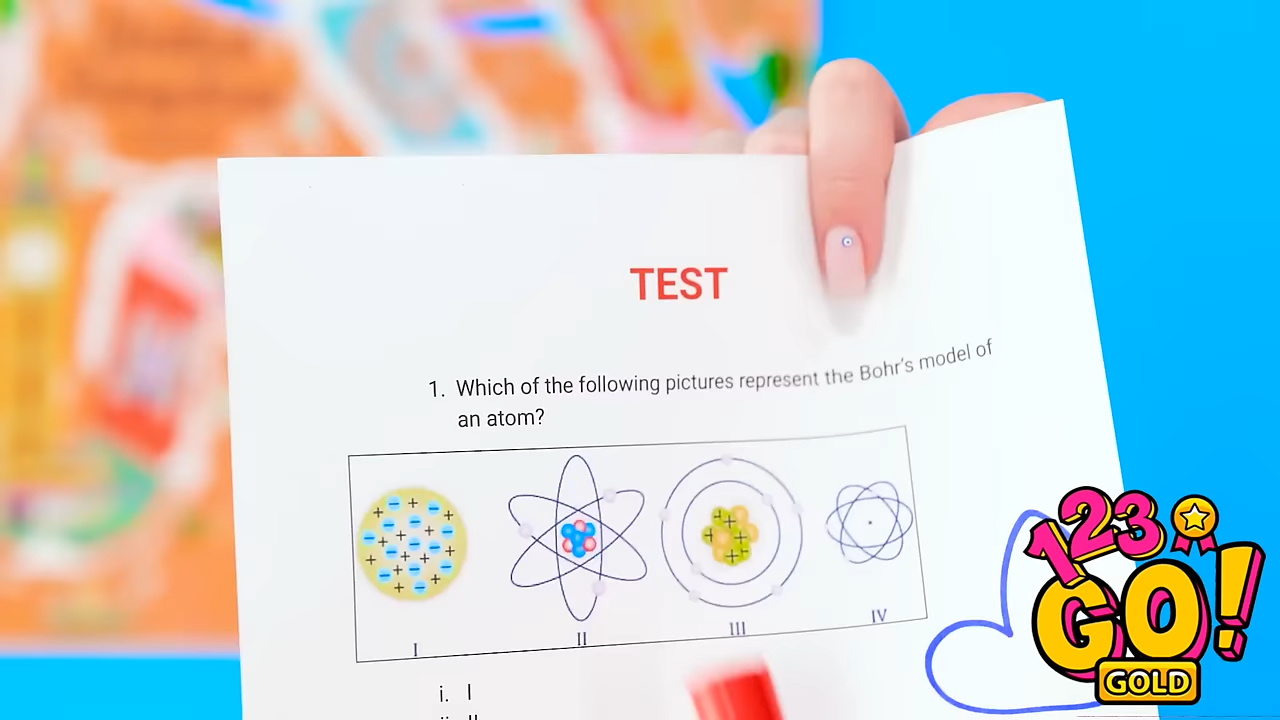 TEST
1. Which of the following pictures represent the Bohr's model of
an atom?
I
II
III
IV
i. I
123
GO!
GOLD